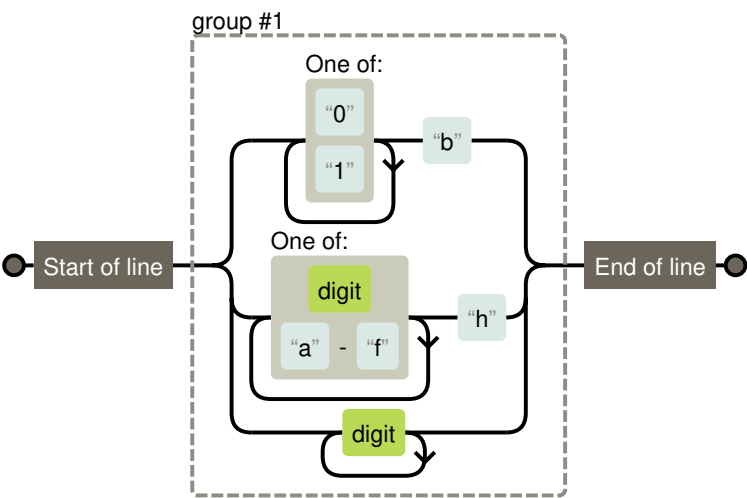 group #1
One of:
“0”
“1”
“b”
One of:
Start of line
digit
“a” - “f”
“h”
End of line
digit